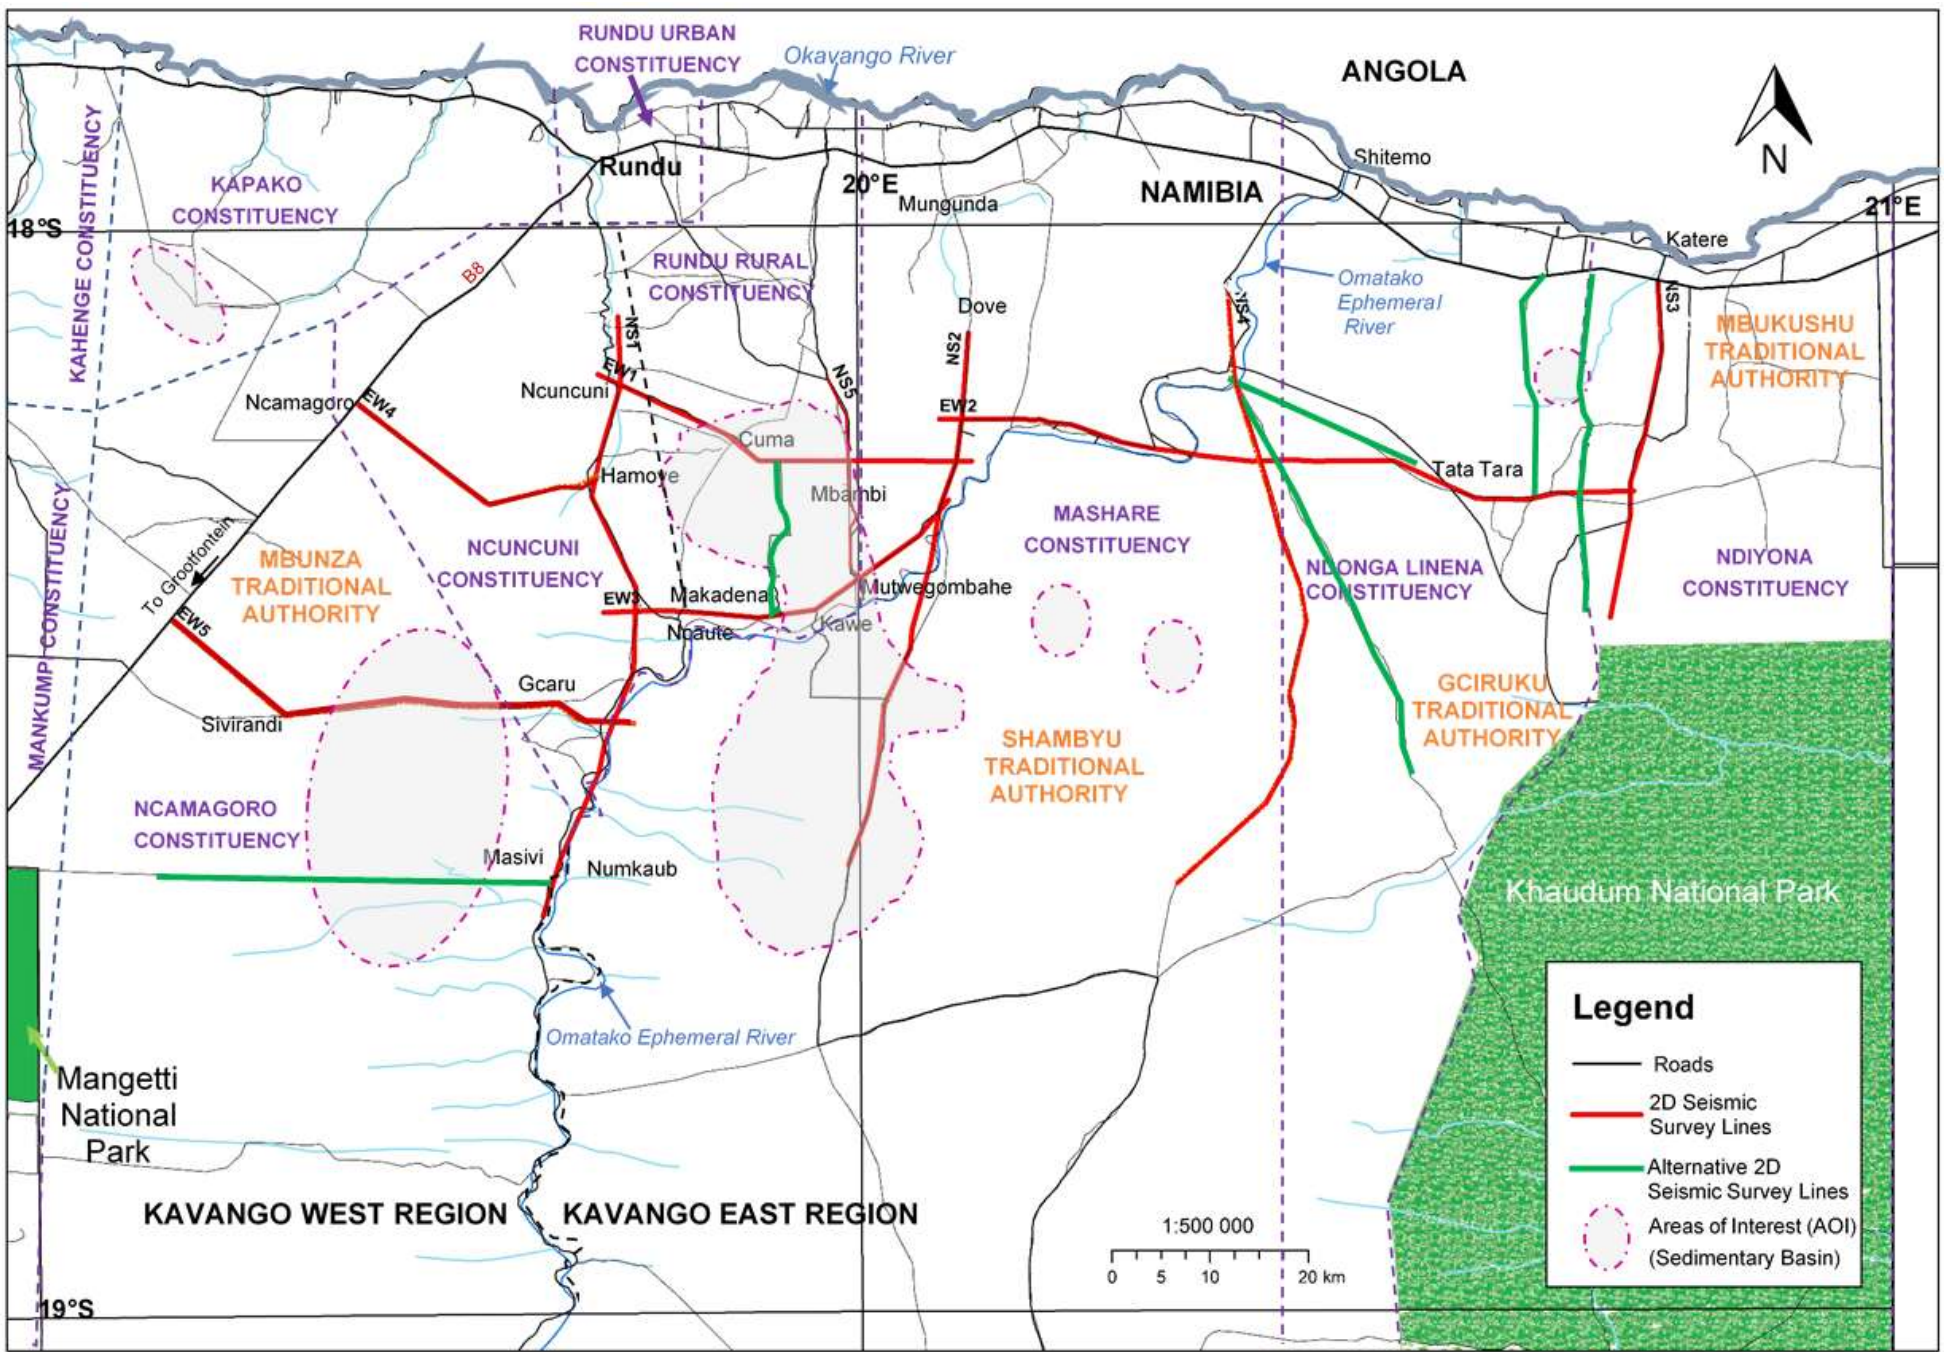 RUNDU URBAN
CONSTITUENCY
Okavango River
ANGOLA
N
KAHENGE CONSTITUENCY
KAPAKO
CONSTITUENCY
Rundu
20°E
Mungunda
NAMIBIA
Shitemo
21°E
18°S
Katere
B8
RUNDU RURAL
CONSTITUENCY
Omatako
Ephemeral
River
Dove
NS1
NS2
NS4
NS3
NS5
MBUKUSHU
TRADITIONAL
AUTHORITY
EW1
Ncuncuni
Ncamagoro
EW4
EW2
Cuma
Hamoye
Mbambi
Tata Tara
MANKUMPI CONSTITUENCY
To Grootfontein
MBUNZA
TRADITIONAL
AUTHORITY
NCUNCUNI
CONSTITUENCY
MASHARE
CONSTITUENCY
NDONGA LINENA
CONSTITUENCY
NDIYONA
CONSTITUENCY
EW3
Makadena
Mutwegombahe
Ncaute
Kawe
EW5
Gcaru
Sivirandi
GCIRUKU
TRADITIONAL
AUTHORITY
SHAMBYU
TRADITIONAL
AUTHORITY
NCAMAGORO
CONSTITUENCY
Masivi
Numkaub
Khaudum National Park
Omatako Ephemeral River
Mangetti
National
Park
KAVANGO WEST REGION
KAVANGO EAST REGION
19°S
1:500 000
0 5 10 20 km
Legend
Roads
2D Seismic
Survey Lines
Alternative 2D
Seismic Survey Lines
Areas of Interest (AOI)
(Sedimentary Basin)